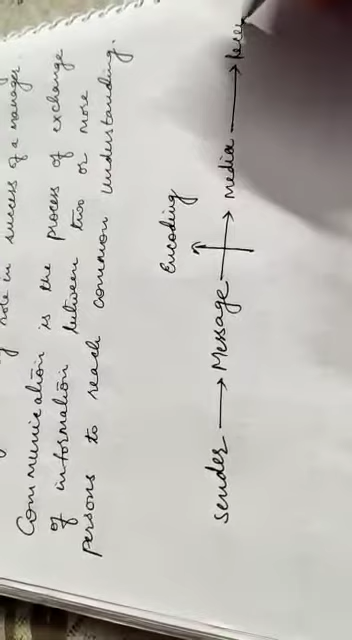 role in success of a manager.
Communication is the process of exchange
of information between two or more
persons to reach common understanding.
Encoding
Sender → Message → Media →